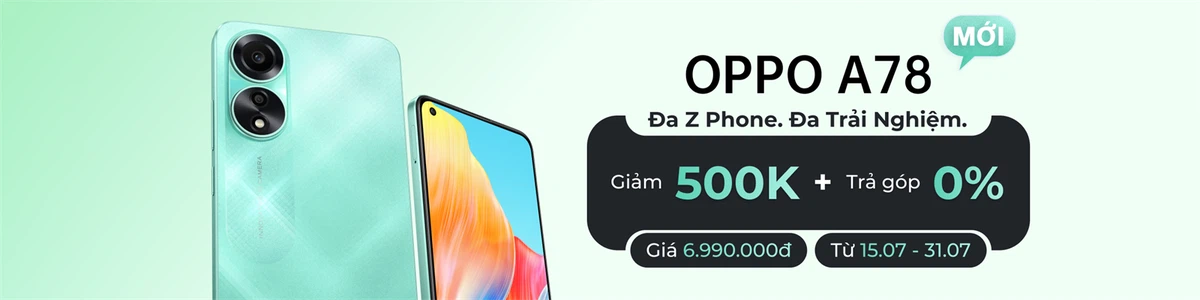 MỚI
OPPO A78
Đa Z Phone. Đa Trải Nghiệm.
Giảm 500K + Trả góp 0%
Giá 6.990.000đ Từ 15.07 - 31.07